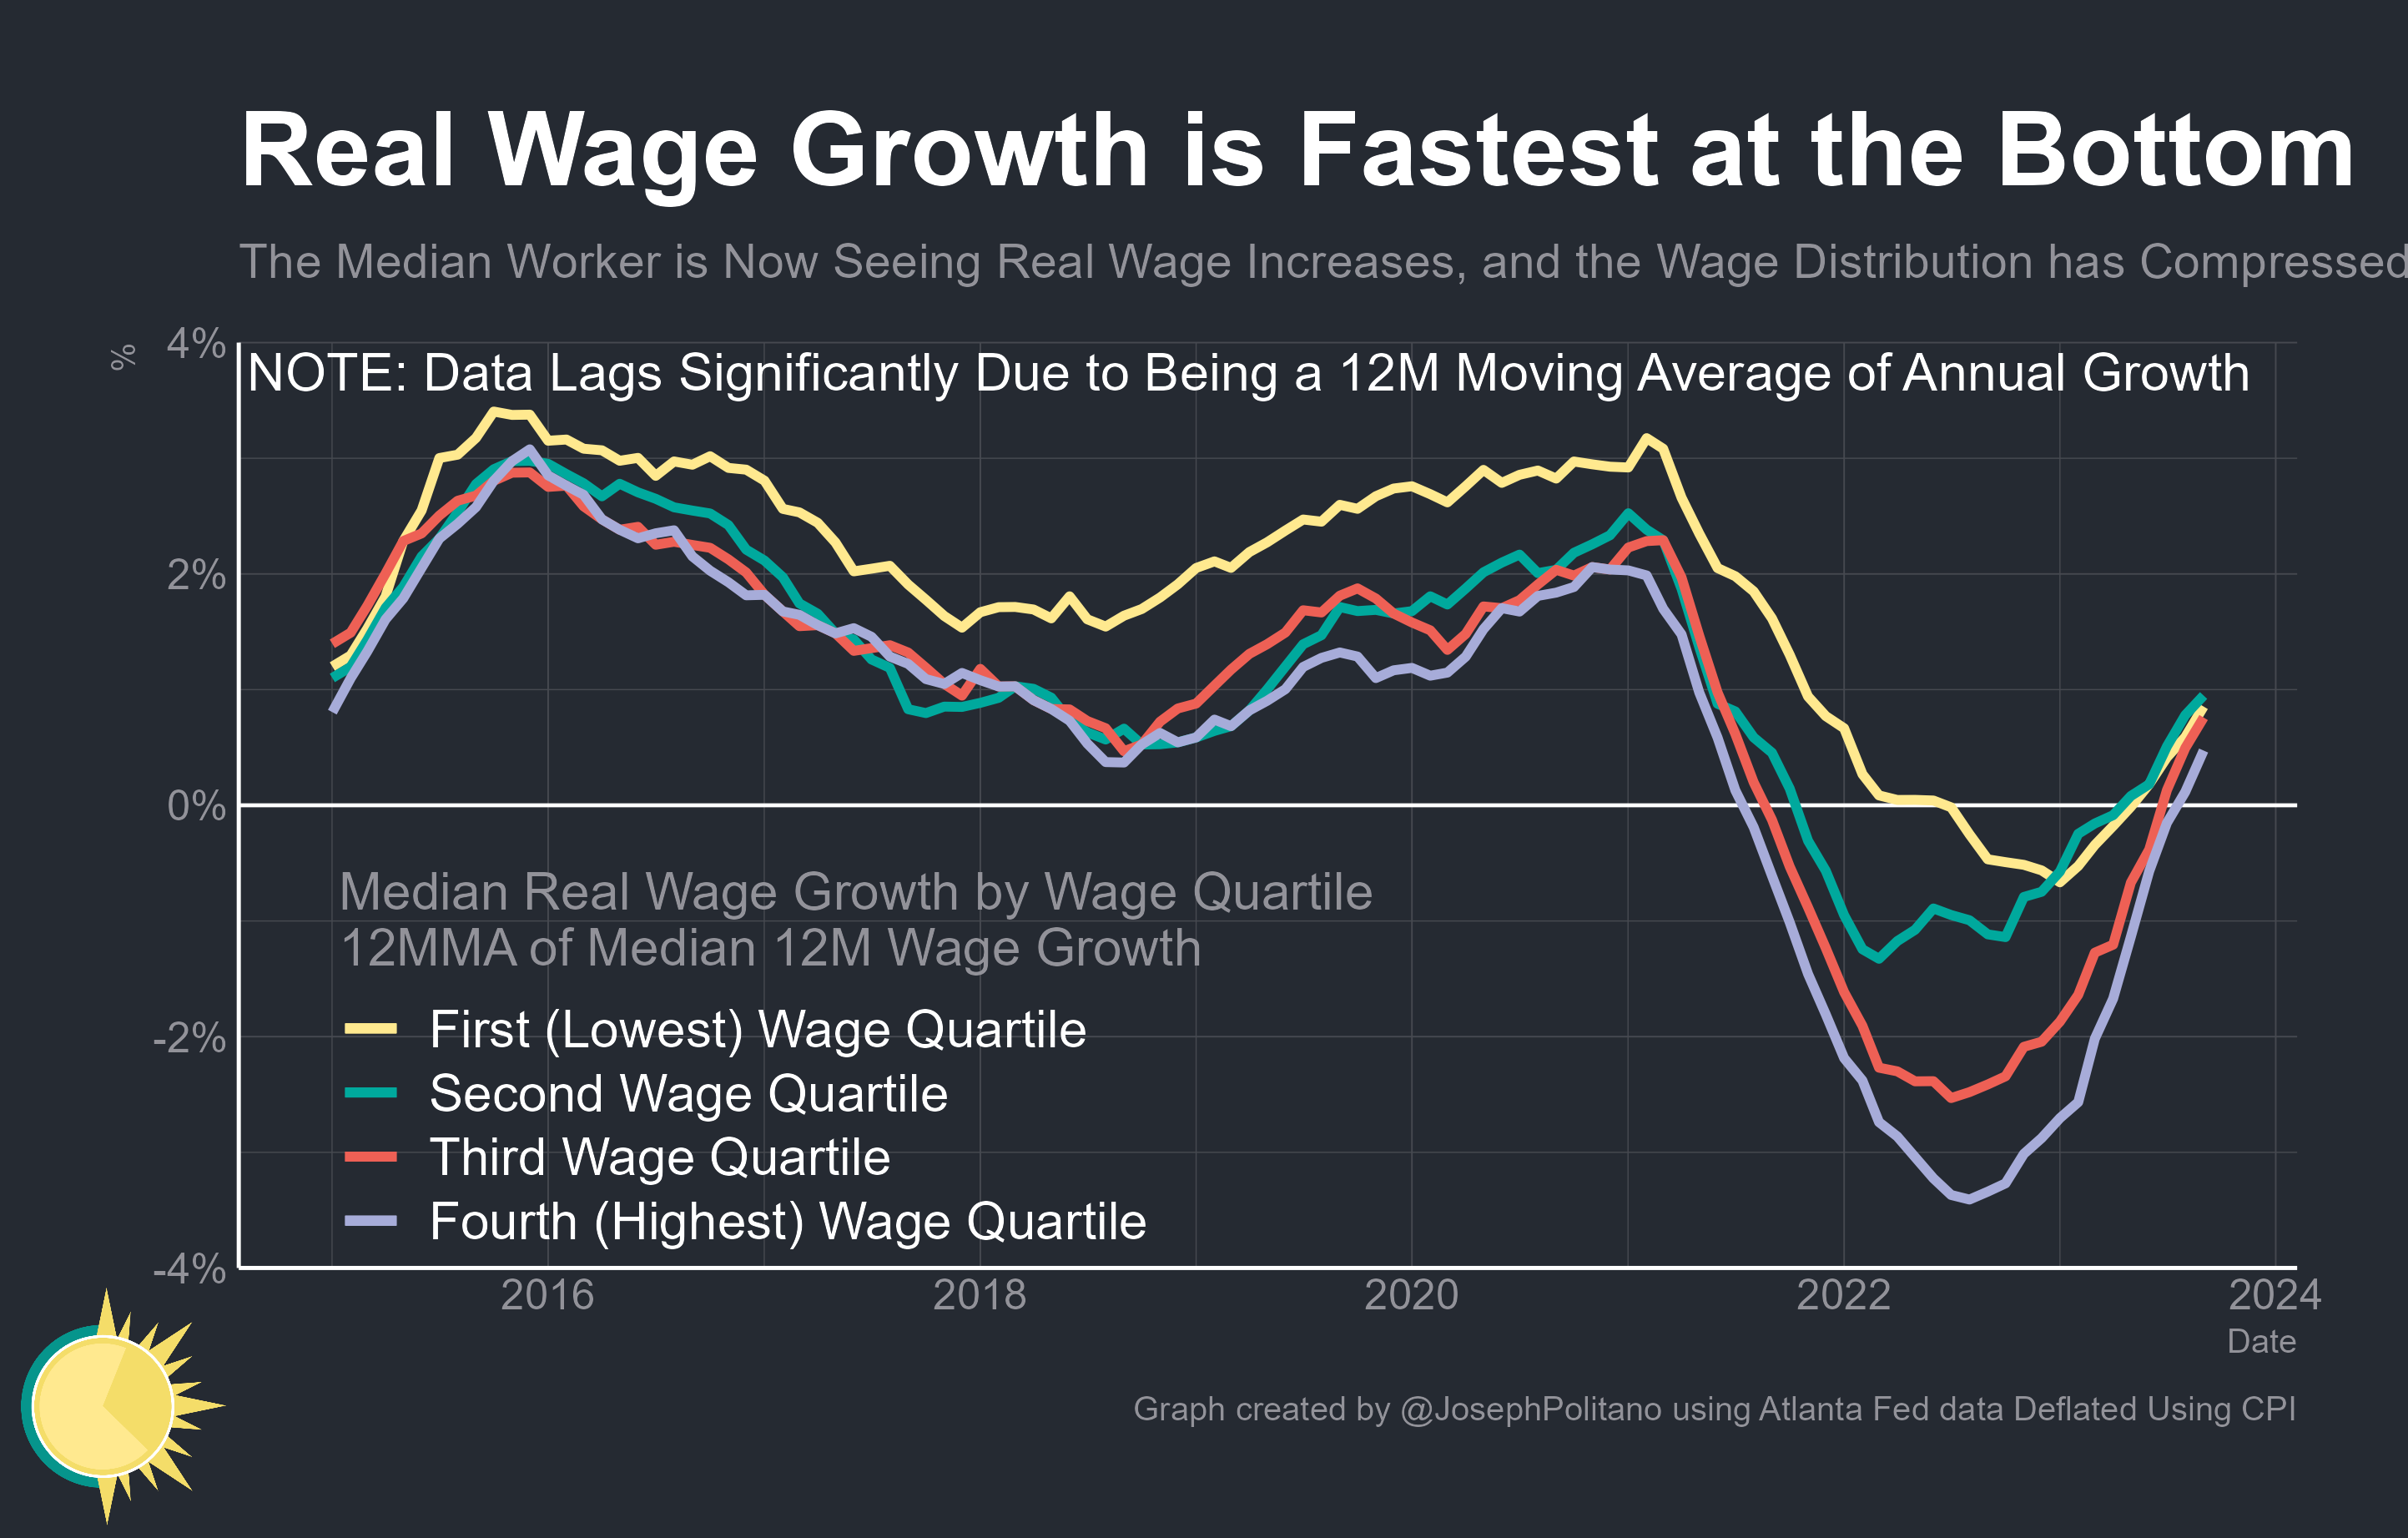 Real Wage Growth is Fastest at the Bottom
The Median Worker is Now Seeing Real Wage Increases, and the Wage Distribution has Compressed
%
4%
NOTE: Data Lags Significantly Due to Being a 12M Moving Average of Annual Growth
2%
0%
Median Real Wage Growth by Wage Quartile
12MMA of Median 12M Wage Growth
First (Lowest) Wage Quartile
-2%
Second Wage Quartile
Third Wage Quartile
Fourth (Highest) Wage Quartile
-4%
2016 2018 2020 2022 2024
Date
Graph created by @JosephPolitano using Atlanta Fed data Deflated Using CPI